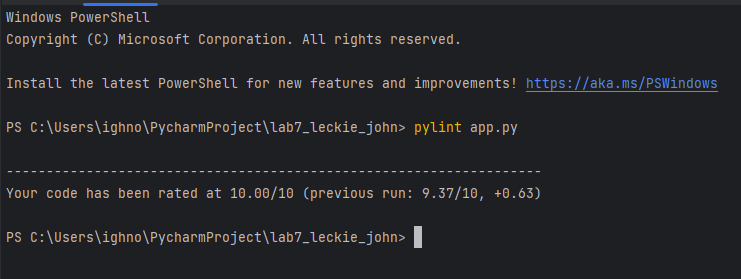 Windows PowerShell
Copyright (C) Microsoft Corporation. All rights reserved.
Install the latest PowerShell for new features and improvements! https://aka.ms/PSWindows
PS C:\Users\ighno\PycharmProject\lab7_leckie_john> pylint app.py
-------------------------------------------------------------------
Your code has been rated at 10.00/10 (previous run: 9.37/10, +0.63)
PS C:\Users\ighno\PycharmProject\lab7_leckie_john>